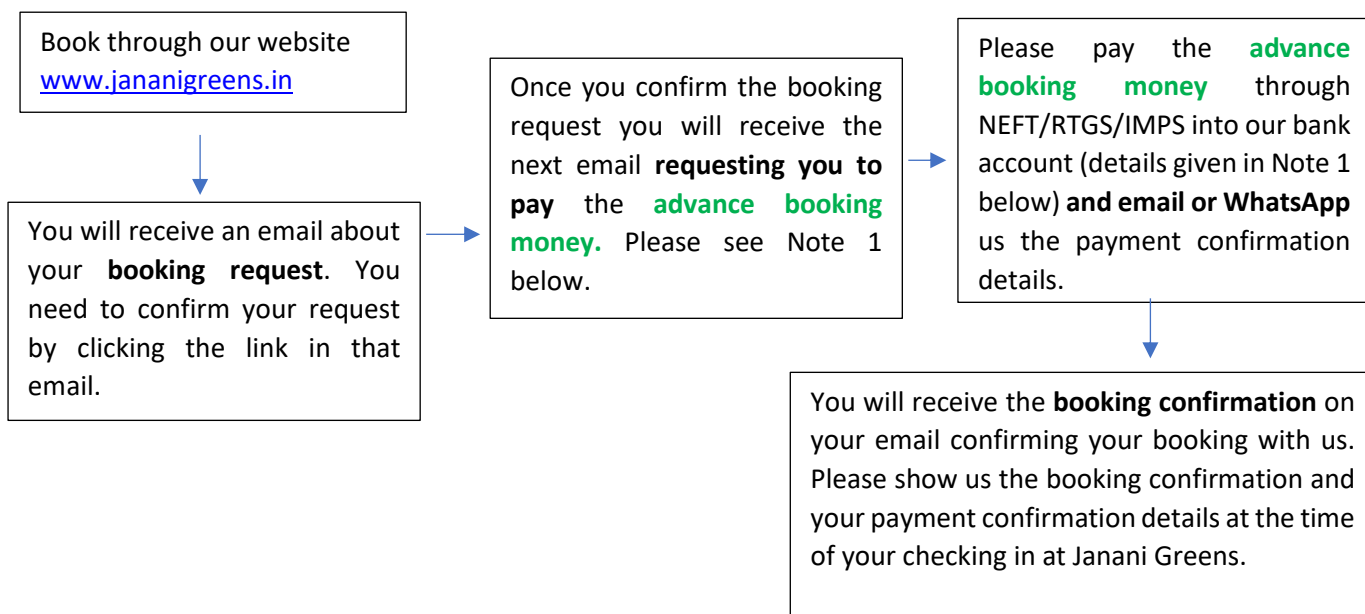 Book through our website
www.jananigreens.in
You will receive an email about
your booking request. You
need to confirm your request
by clicking the link in that
email.
Once you confirm the booking
request you will receive the
next email requesting you to
pay the advance booking
money. Please see Note 1
below.
Please pay the advance
booking money through
NEFT/RTGS/IMPS into our bank
account (details given in Note 1
below) and email or WhatsApp
us the payment confirmation
details.
You will receive the booking confirmation on
your email confirming your booking with us.
Please show us the booking confirmation and
your payment confirmation details at the time
of your checking in at Janani Greens.